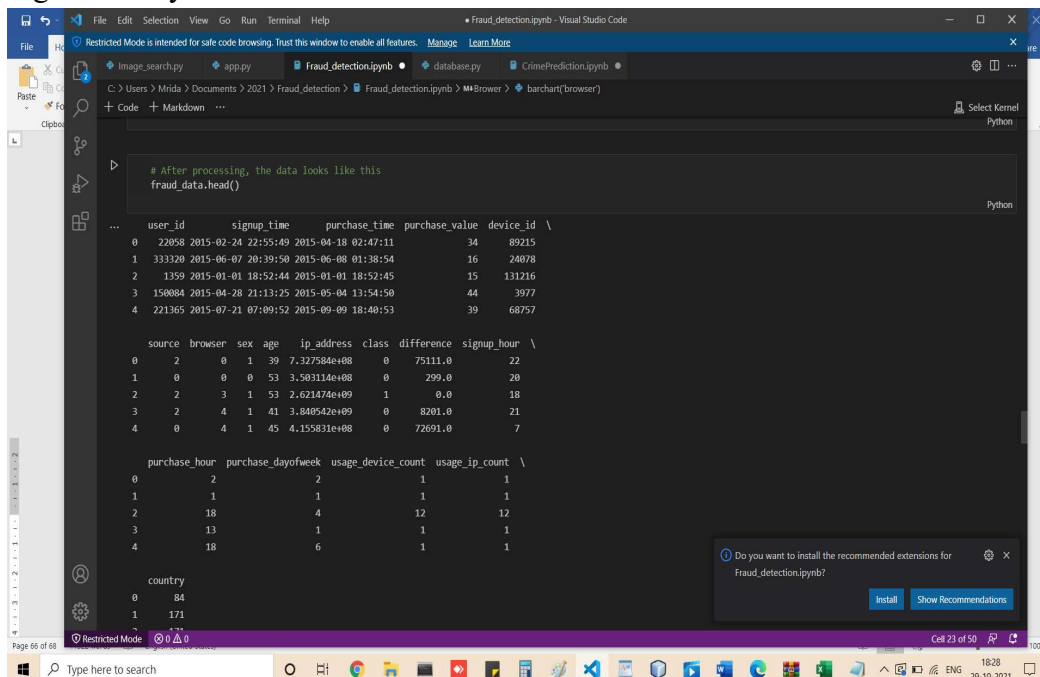 File Edit Selection View Go Run Terminal Help
● Fraud_detection.ipynb - Visual Studio Code
File
Restricted Mode is intended for safe code browsing. Trust this window to enable all features. Manage Learn More
Image_search.py app.py Fraud_detection.ipynb ● database.py CrimePrediction.ipynb ●
Paste
C: > Users > Mrida > Documents > 2021 > Fraud_detection > Fraud_detection.ipynb > M↓Brower > barchart('browser')
+ Code + Markdown ...
Select Kernel
Python
# After processing, the data looks like this
fraud_data.head()
Python
... user_id signup_time purchase_time purchase_value device_id \
0 22058 2015-02-24 22:55:49 2015-04-18 02:47:11 34 89215
1 333320 2015-06-07 20:39:50 2015-06-08 01:38:54 16 24078
2 1359 2015-01-01 18:52:44 2015-01-01 18:52:45 15 131216
3 150084 2015-04-28 21:13:25 2015-05-04 13:54:50 44 3977
4 221365 2015-07-21 07:09:52 2015-09-09 18:40:53 39 68757
source browser sex age ip_address class difference signup_hour \
0 2 0 1 39 7.327584e+08 0 75111.0 22
1 0 0 0 53 3.503114e+08 0 299.0 20
2 2 3 1 53 2.621474e+09 1 0.0 18
3 2 4 1 41 3.840542e+09 0 8201.0 21
4 0 4 1 45 4.155831e+08 0 72691.0 7
purchase_hour purchase_dayofweek usage_device_count usage_ip_count \
0 2 2 1 1
1 1 1 1 1
2 18 4 12 12
3 13 1 1 1
4 18 6 1 1
country
0 84
1 171
Do you want to install the recommended extensions for
Fraud_detection.ipynb?
Install Show Recommendations
Restricted Mode 0 0
Cell 23 of 50
Page 66 of 68
Type here to search
ENG
18:28
29-10-2021